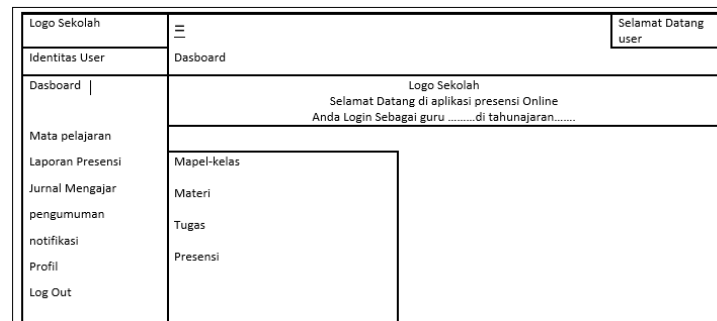 Logo Sekolah
Selamat Datang
user
Identitas User
Dasboard
Dasboard
Logo Sekolah
Selamat Datang di aplikasi presensi Online
Anda Login Sebagai guru .........di tahunajaran.......
Mata pelajaran
Laporan Presensi
Jurnal Mengajar
pengumuman
notifikasi
Profil
Log Out
Mapel-kelas
Materi
Tugas
Presensi